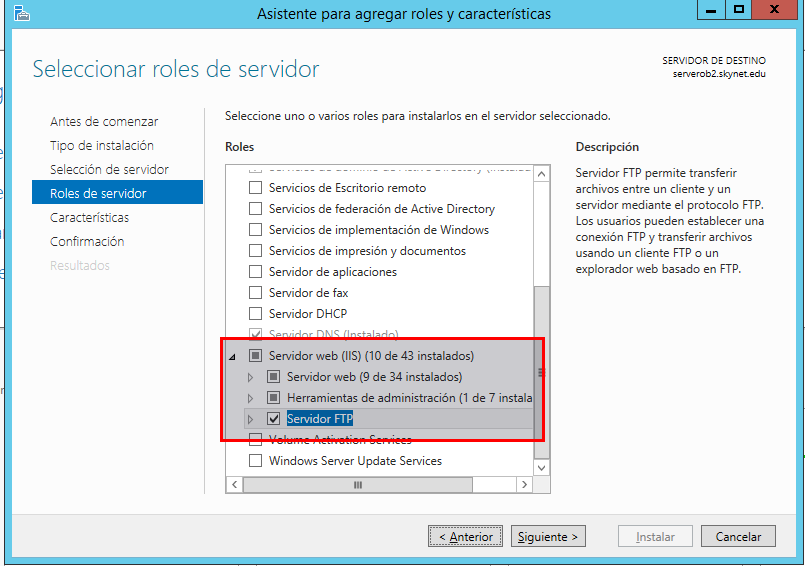 Asistente para agregar roles y características
Seleccionar roles de servidor
SERVIDOR DE DESTINO
serverob2.skynet.edu
Antes de comenzar
Tipo de instalación
Selección de servidor
Roles de servidor
Características
Confirmación
Resultados
Seleccione uno o varios roles para instalarlos en el servidor seleccionado.
Roles
Servicios de dominio de Active Directory (Instalad
Servicios de Escritorio remoto
Servicios de federación de Active Directory
Servicios de implementación de Windows
Servicios de impresión y documentos
Servidor de aplicaciones
Servidor de fax
Servidor DHCP
Servidor DNS (Instalado)
Servidor web (IIS) (10 de 43 instalados)
Servidor web (9 de 34 instalados)
Herramientas de administración (1 de 7 instala
Servidor FTP
Volume Activation Services
Windows Server Update Services
Descripción
Servidor FTP permite transferir
archivos entre un cliente y un
servidor mediante el protocolo FTP.
Los usuarios pueden establecer una
conexión FTP y transferir archivos
usando un cliente FTP o un
explorador web basado en FTP.
< Anterior
Siguiente >
Instalar
Cancelar